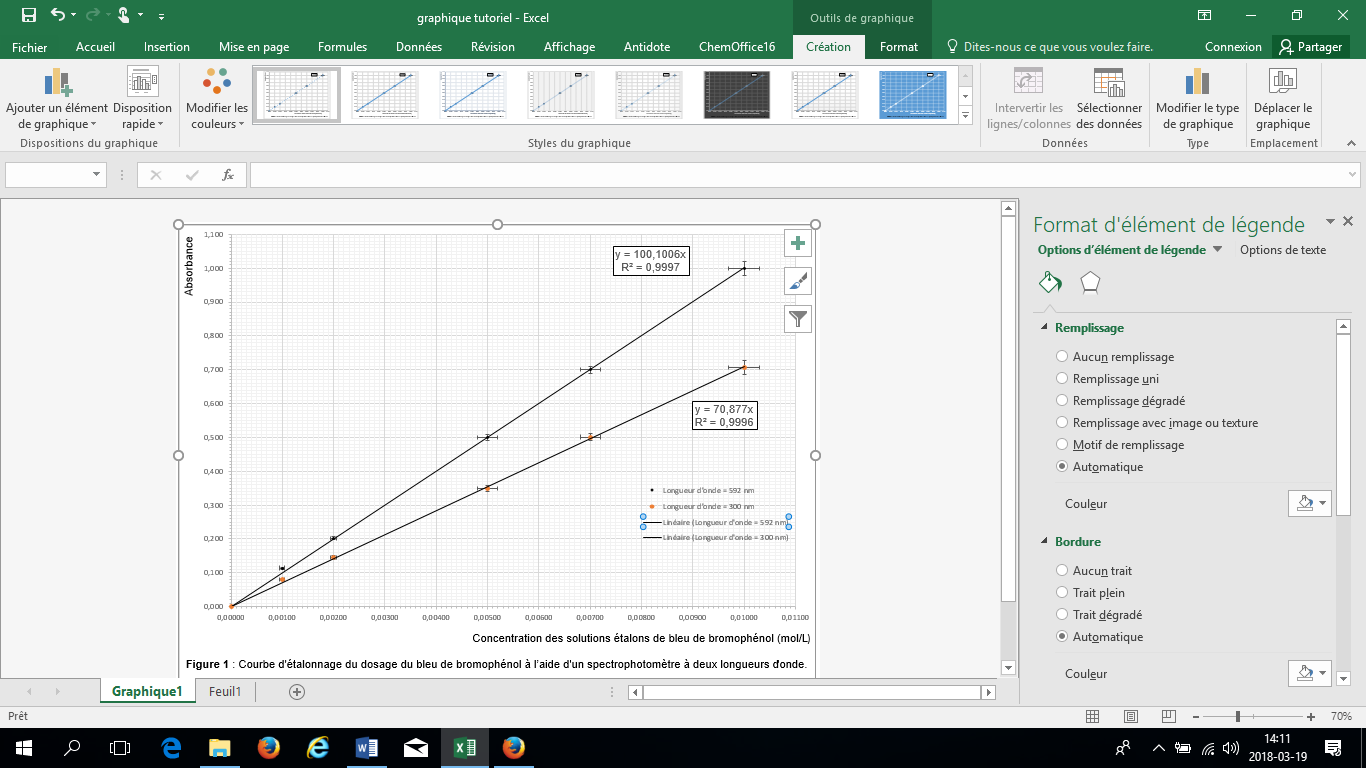 graphique tutoriel - Excel
Outils de graphique
Fichier Accueil Insertion Mise en page Formules Données Révision Affichage Antidote ChemOffice16 Création Format Dites-nous ce que vous voulez faire. Connexion Partager
Ajouter un élément de graphique
Disposition rapide
Modifier les couleurs
Intervertir les lignes/colonnes
Sélectionner des données
Modifier le type de graphique
Déplacer le graphique
Dispositions du graphique
Styles du graphique
Données
Type
Emplacement
fx
Absorbance
1,100
1,000
0,900
0,800
0,700
0,600
0,500
0,400
0,300
0,200
0,100
0,000
y = 100,1006x
R² = 0,9997
y = 70,877x
R² = 0,9996
Longueur d'onde = 592 nm
Longueur d'onde = 300 nm
Linéaire (Longueur d'onde = 592 nm)
Linéaire (Longueur d'onde = 300 nm)
0,00000 0,00100 0,00200 0,00300 0,00400 0,00500 0,00600 0,00700 0,00800 0,00900 0,01000 0,01100
Concentration des solutions étalons de bleu de bromophénol (mol/L)
Figure 1 : Courbe d'étalonnage du dosage du bleu de bromophénol à l'aide d'un spectrophotomètre à deux longueurs d'onde.
Format d'élément de légende
Options d'élément de légende Options de texte
Remplissage
Aucun remplissage
Remplissage uni
Remplissage dégradé
Remplissage avec image ou texture
Motif de remplissage
Automatique
Couleur
Bordure
Aucun trait
Trait plein
Trait dégradé
Automatique
Couleur
Graphique1 Feuil1
Prêt
70%
14:11
2018-03-19